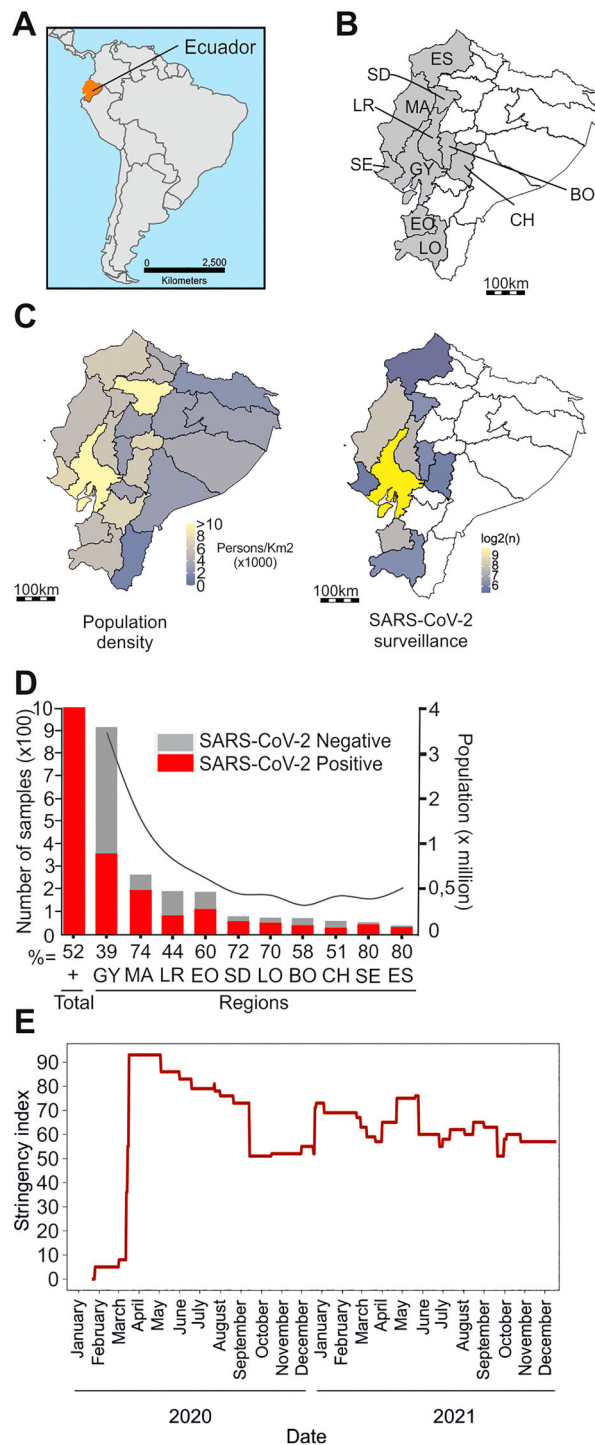 A
Ecuador
0 2,500
Kilometers
B
ES
SD
MA
LR
SE
GY
BO
CH
EO
LO
100km
C
>10
8
6
4
2
0
Persons/Km2
(x1000)
100km
Population
density
log2(n)
9
8
7
6
100km
SARS-CoV-2
surveillance
D
Number of samples (x100)
10
9
8
7
6
5
4
3
2
1
0
SARS-CoV-2 Negative
SARS-CoV-2 Positive
4
3
2
1
0,5
0
Population (x million)
%= 52 39 74 44 60 72 70 58 51 80 80
+ GY MA LR EO SD LO BO CH SE ES
Total Regions
E
Stringency index
90
80
70
60
50
40
30
20
10
0
January February March April May June July August September October November December January February March April May June July August September October November December
2020 2021
Date